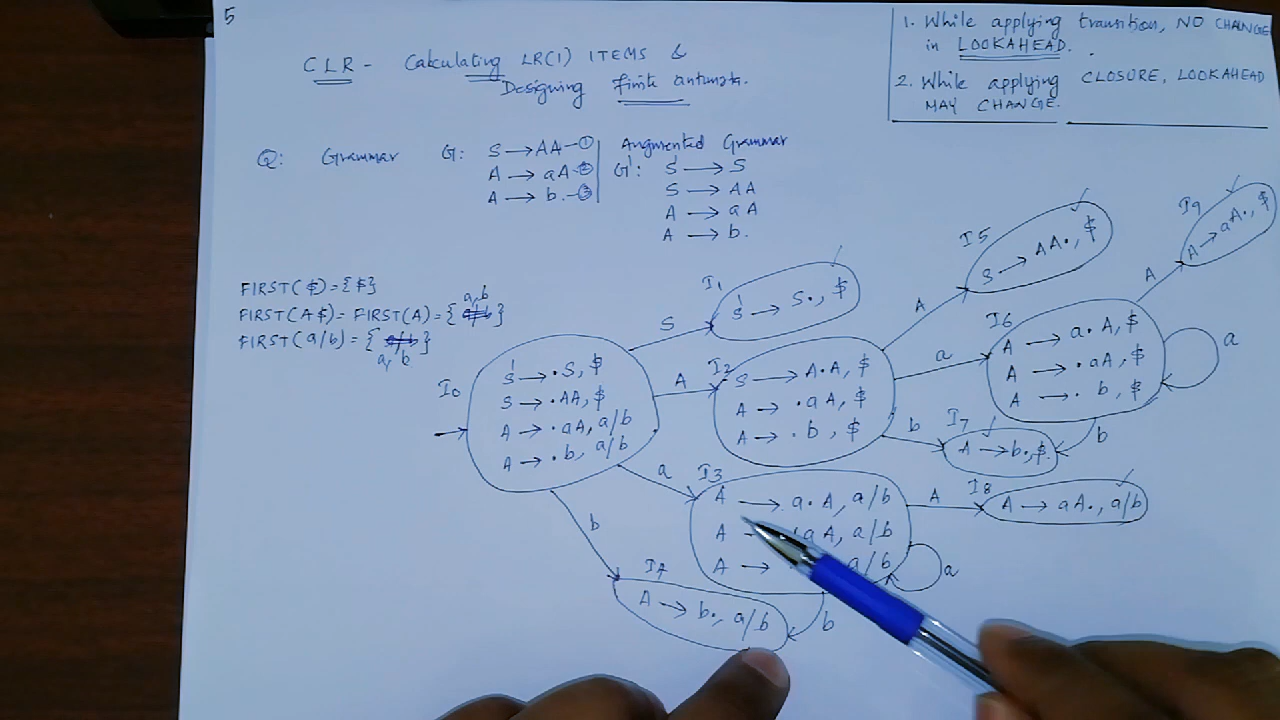 5
1. While applying transition, NO CHANGE
in LOOKAHEAD.
2. While applying CLOSURE, LOOKAHEAD
MAY CHANGE.
CLR - Calculating LR(1) ITEMS &
Designing finite automata.
Q: Grammar G: S → AA - ①
A → aA - ②
A → b. - ③
Augmented Grammar
G': S' → S
S → AA
A → aA
A → b.
FIRST($) = {$}
FIRST(A$) = FIRST(A) = {a,b}
FIRST(a/b) = {a,b}
I0
S' → .S, $
S → .AA, $
A → .aA, a/b
A → .b, a/b
S
I1
S' → S., $
A
I2
S → A.A, $
A → .aA, $
A → .b, $
A
I5
S → AA., $
a
I6
A → a.A, $
A → .aA, $
A → .b, $
a
A
I9
A → aA., $
b
I7
A → b., $
b
a
I3
A → a.A, a/b
A .aA, a/b
A → a/b
a
A
I8
A → aA., a/b
b
I4
A → b., a/b
b